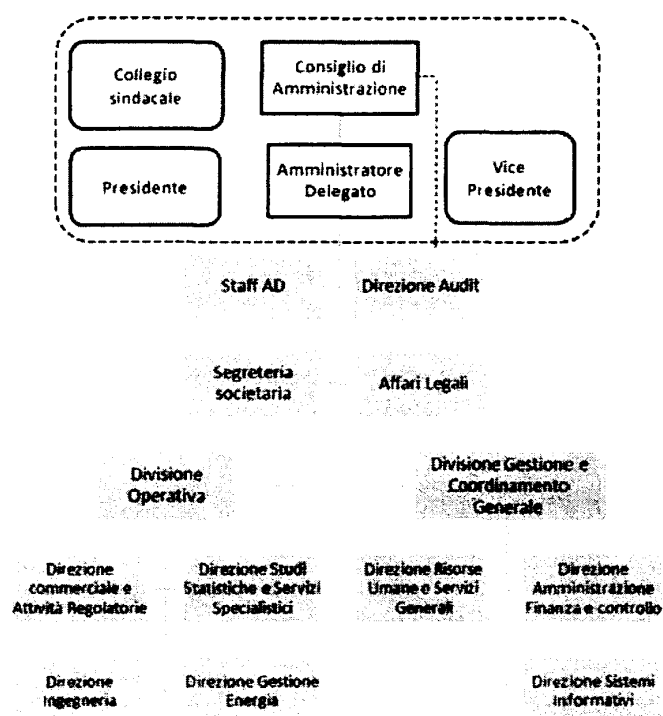 Collegio
sindacale
Consiglio di
Amministrazione
Presidente
Amministratore
Delegato
Vice
Presidente
Staff AD
Direzione Audit
Segreteria
societaria
Affari Legali
Divisione
Operativa
Divisione Gestione e
Coordinamento
Generale
Direzione
commerciale e
Attività Regolatorie
Direzione Studi
Statistiche e Servizi
Specialistici
Direzione Risorse
Umane e Servizi
Generali
Direzione
Amministrazione
Finanza e controllo
Direzione
Ingegneria
Direzione Gestione
Energia
Direzione Sistemi
Informativi